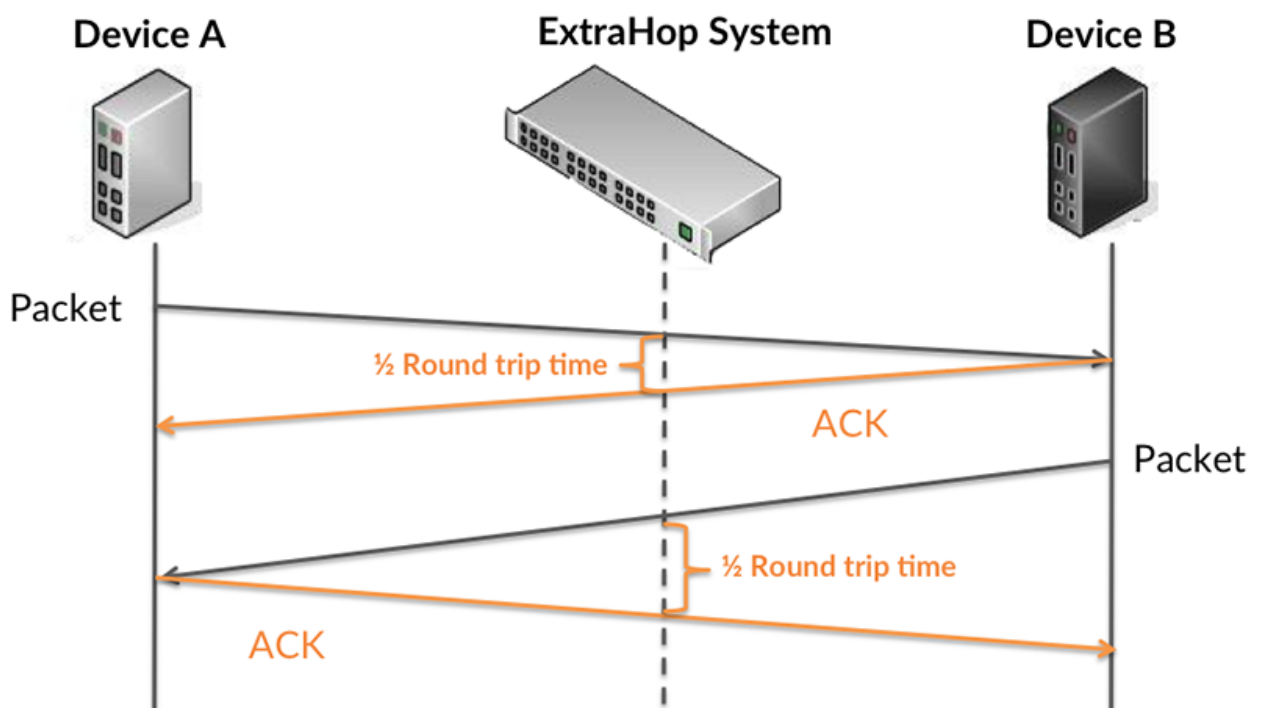 Device A
ExtraHop System
Device B
Packet
½ Round trip time
ACK
Packet
½ Round trip time
ACK